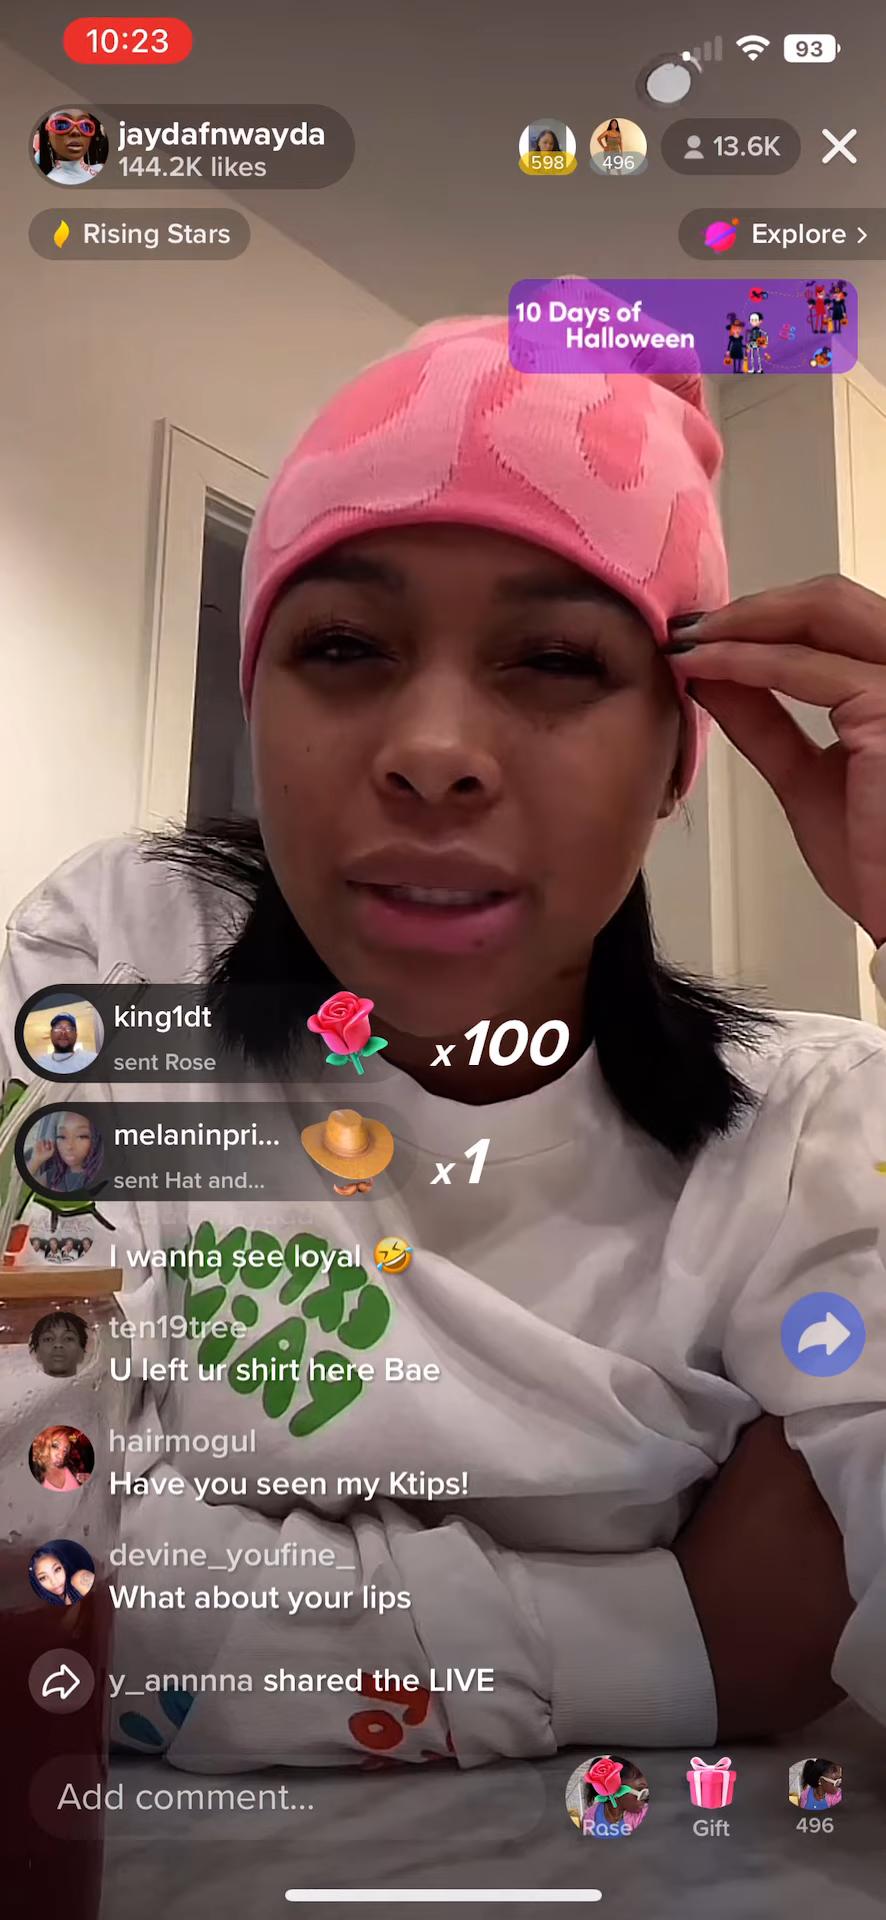 10:23
93
jaydafnwayda
144.2K likes
598
496
13.6K
Rising Stars
Explore >
10 Days of
Halloween
king1dt
sent Rose
x100
melaninpri...
sent Hat and...
x1
I wanna see loyal 🤣
ten19tree
U left ur shirt here Bae
hairmogul
Have you seen my Ktips!
devine_youfine_
What about your lips
y_annnna shared the LIVE
Add comment...
Rose
Gift
496